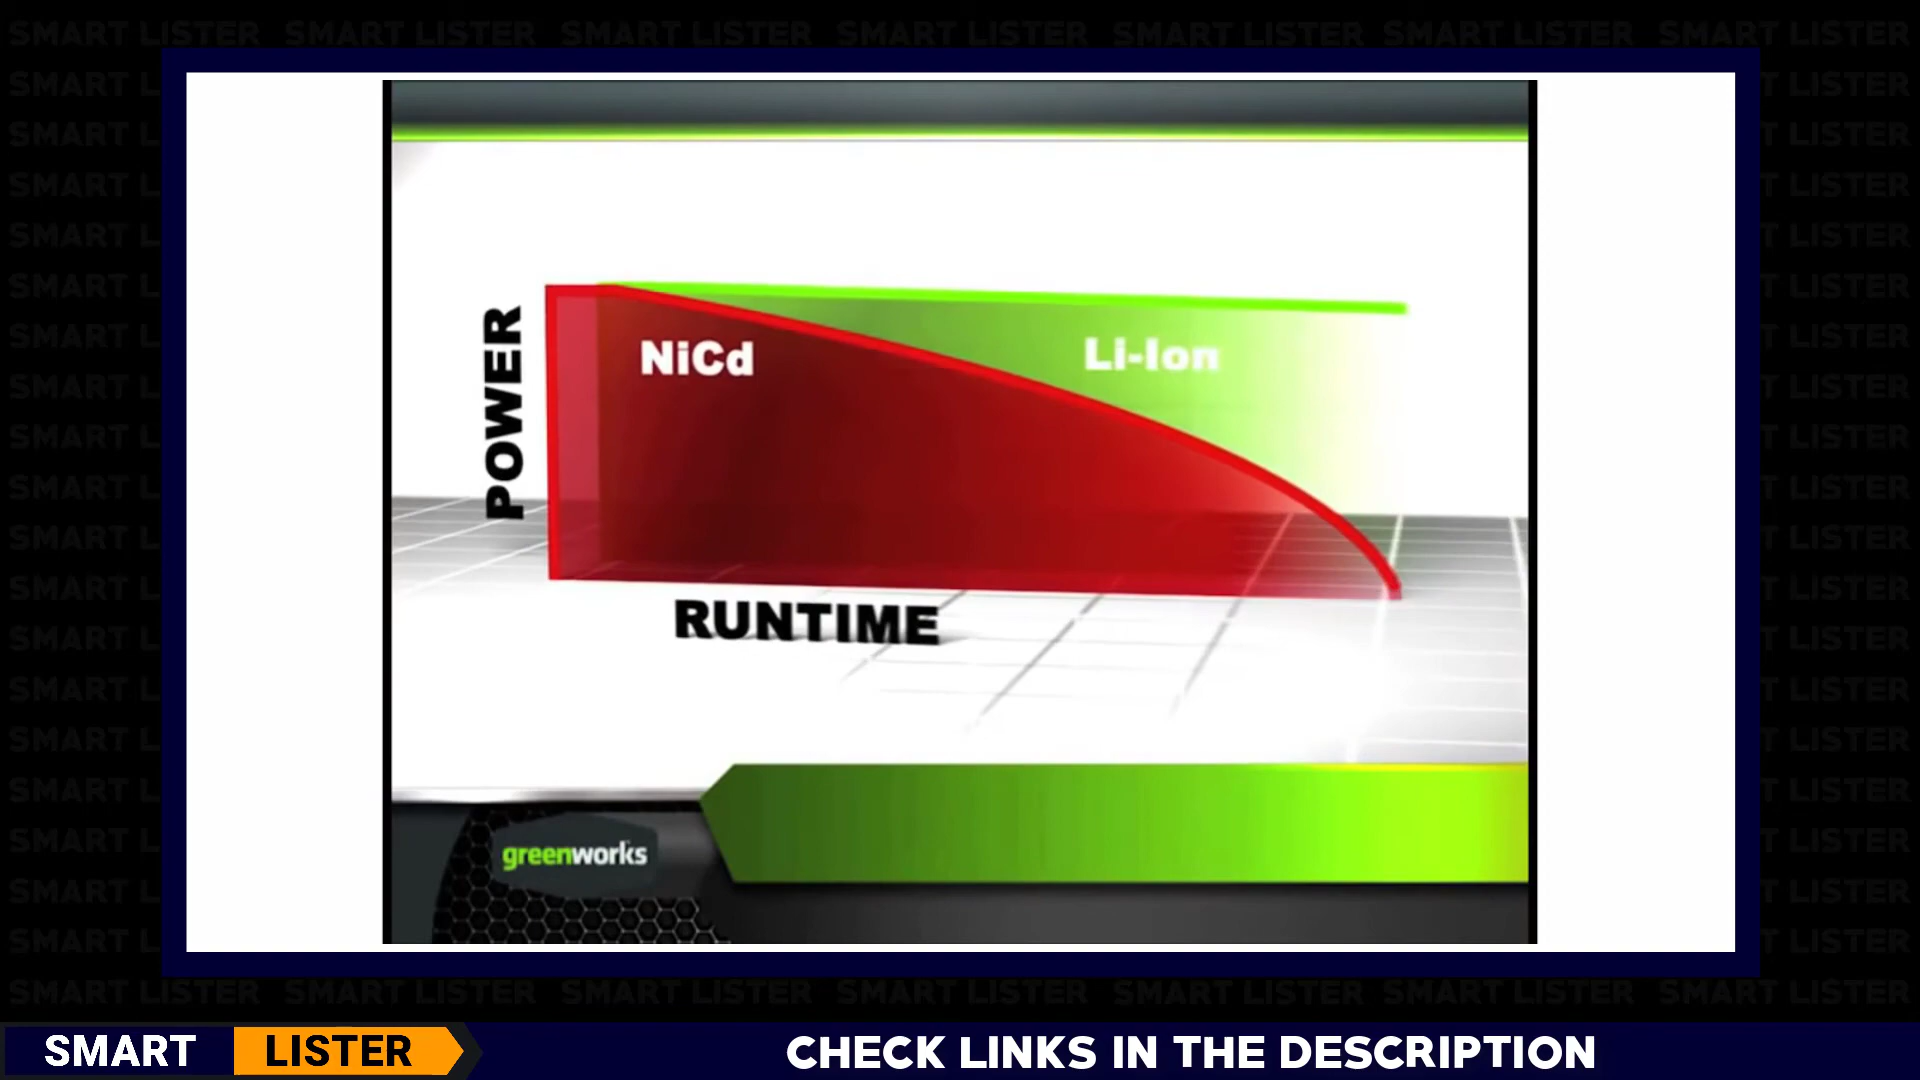 SMART LISTER SMART LISTER SMART LISTER SMART LISTER SMART LISTER SMART LISTER SMART LISTER
POWER
NiCd
Li-Ion
RUNTIME
greenworks
SMART LISTER SMART LISTER SMART LISTER SMART LISTER SMART LISTER SMART LISTER SMART LISTER
SMART LISTER
CHECK LINKS IN THE DESCRIPTION